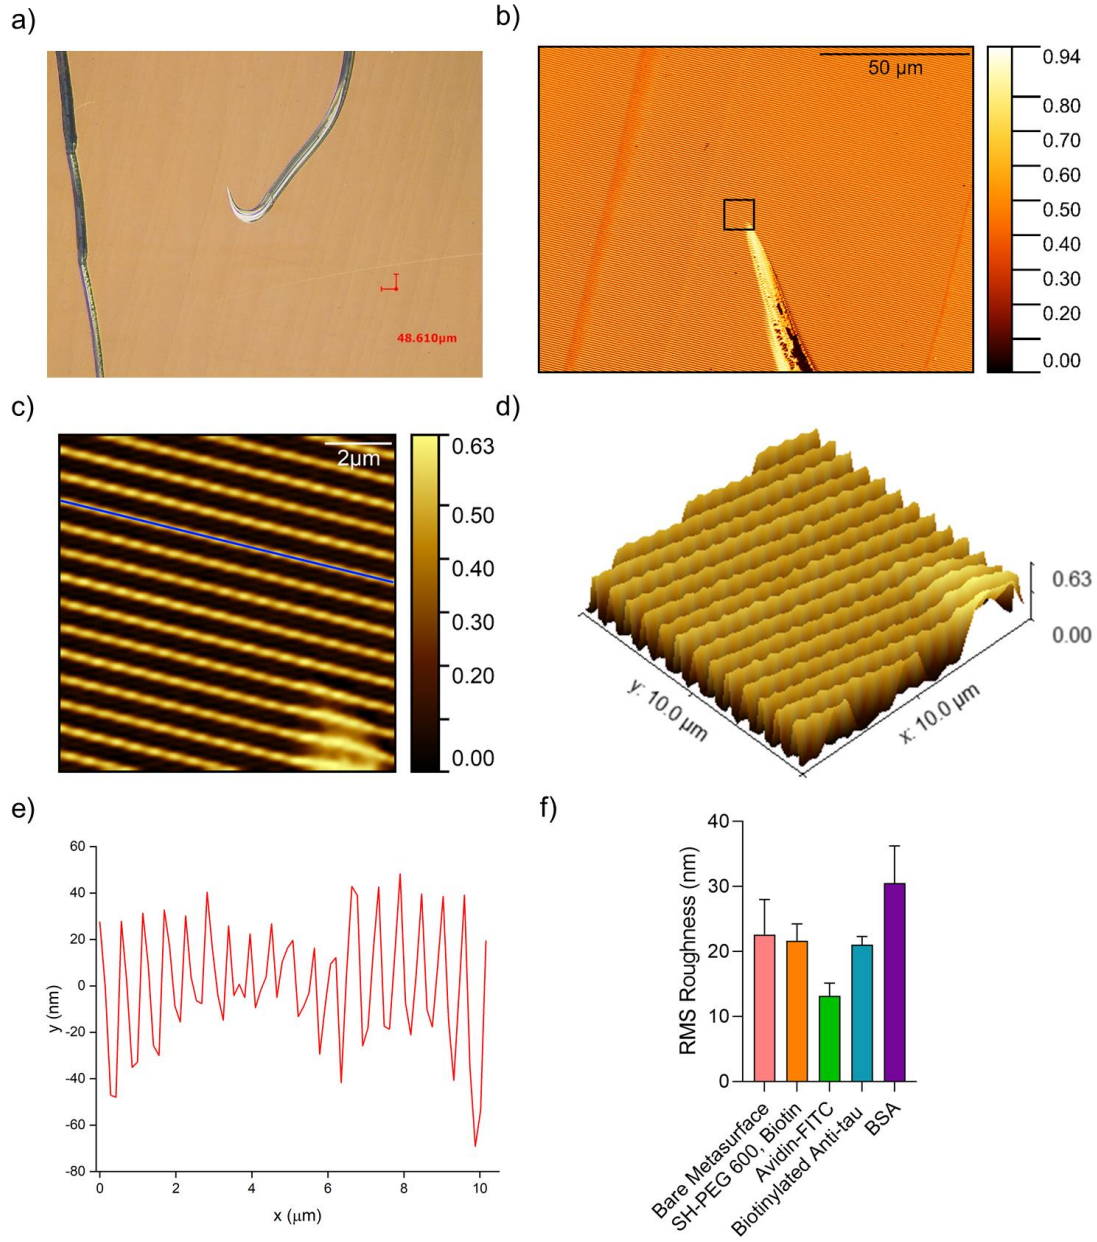 a)
48.610µm
b)
50 µm
0.94
0.80
0.70
0.60
0.50
0.40
0.30
0.20
0.00
c)
2µm
0.63
0.50
0.40
0.30
0.20
0.00
d)
0.63
0.00
y: 10.0 µm
x: 10.0 µm
e)
60
40
20
0
-20
-40
-60
-80
y (nm)
0
2
4
6
8
10
x (µm)
f)
40
30
20
10
0
RMS Roughness (nm)
Bare Metasurface
SH-PEG 600, Biotin
Avidin-FITC
Biotinylated Anti-tau
BSA